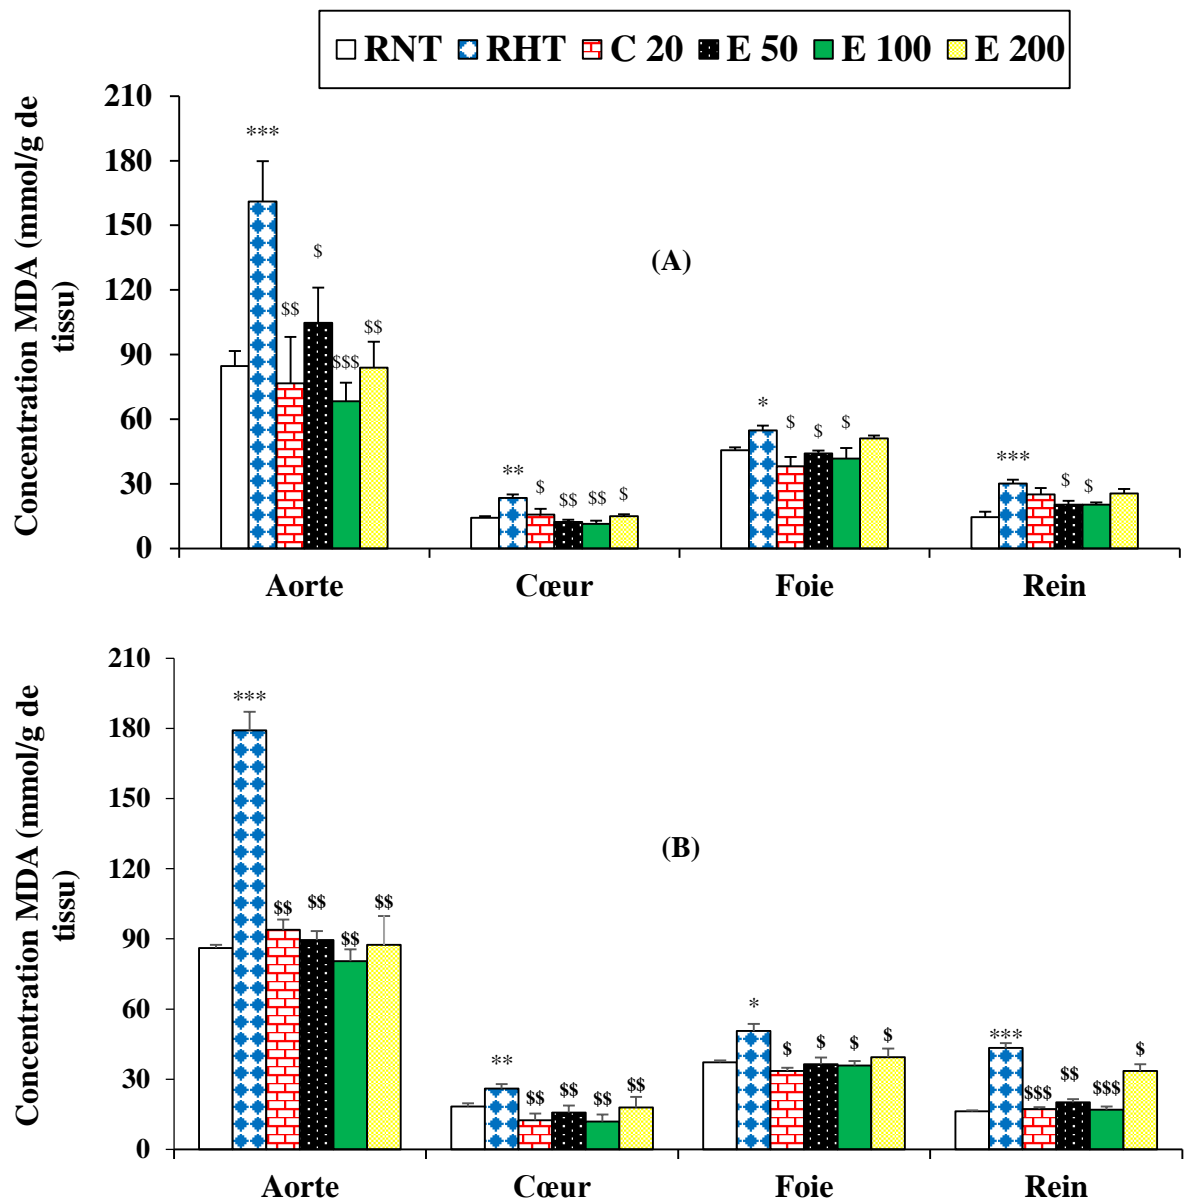 RNT RHT C 20 E 50 E 100 E 200
Concentration MDA (mmol/g de
tissu)
210
180
150
120
90
60
30
0
(A)
*** $$ $ $$$ $$
** $ $$ $$ $
* $ $ $
*** $ $
Aorte Cœur Foie Rein
Concentration MDA (mmol/g de
tissu)
210
180
150
120
90
60
30
0
(B)
*** $$ $$ $$ $$
** $$ $$ $$ $$
* $ $ $ $
*** $$$ $$ $$$ $
Aorte Cœur Foie Rein